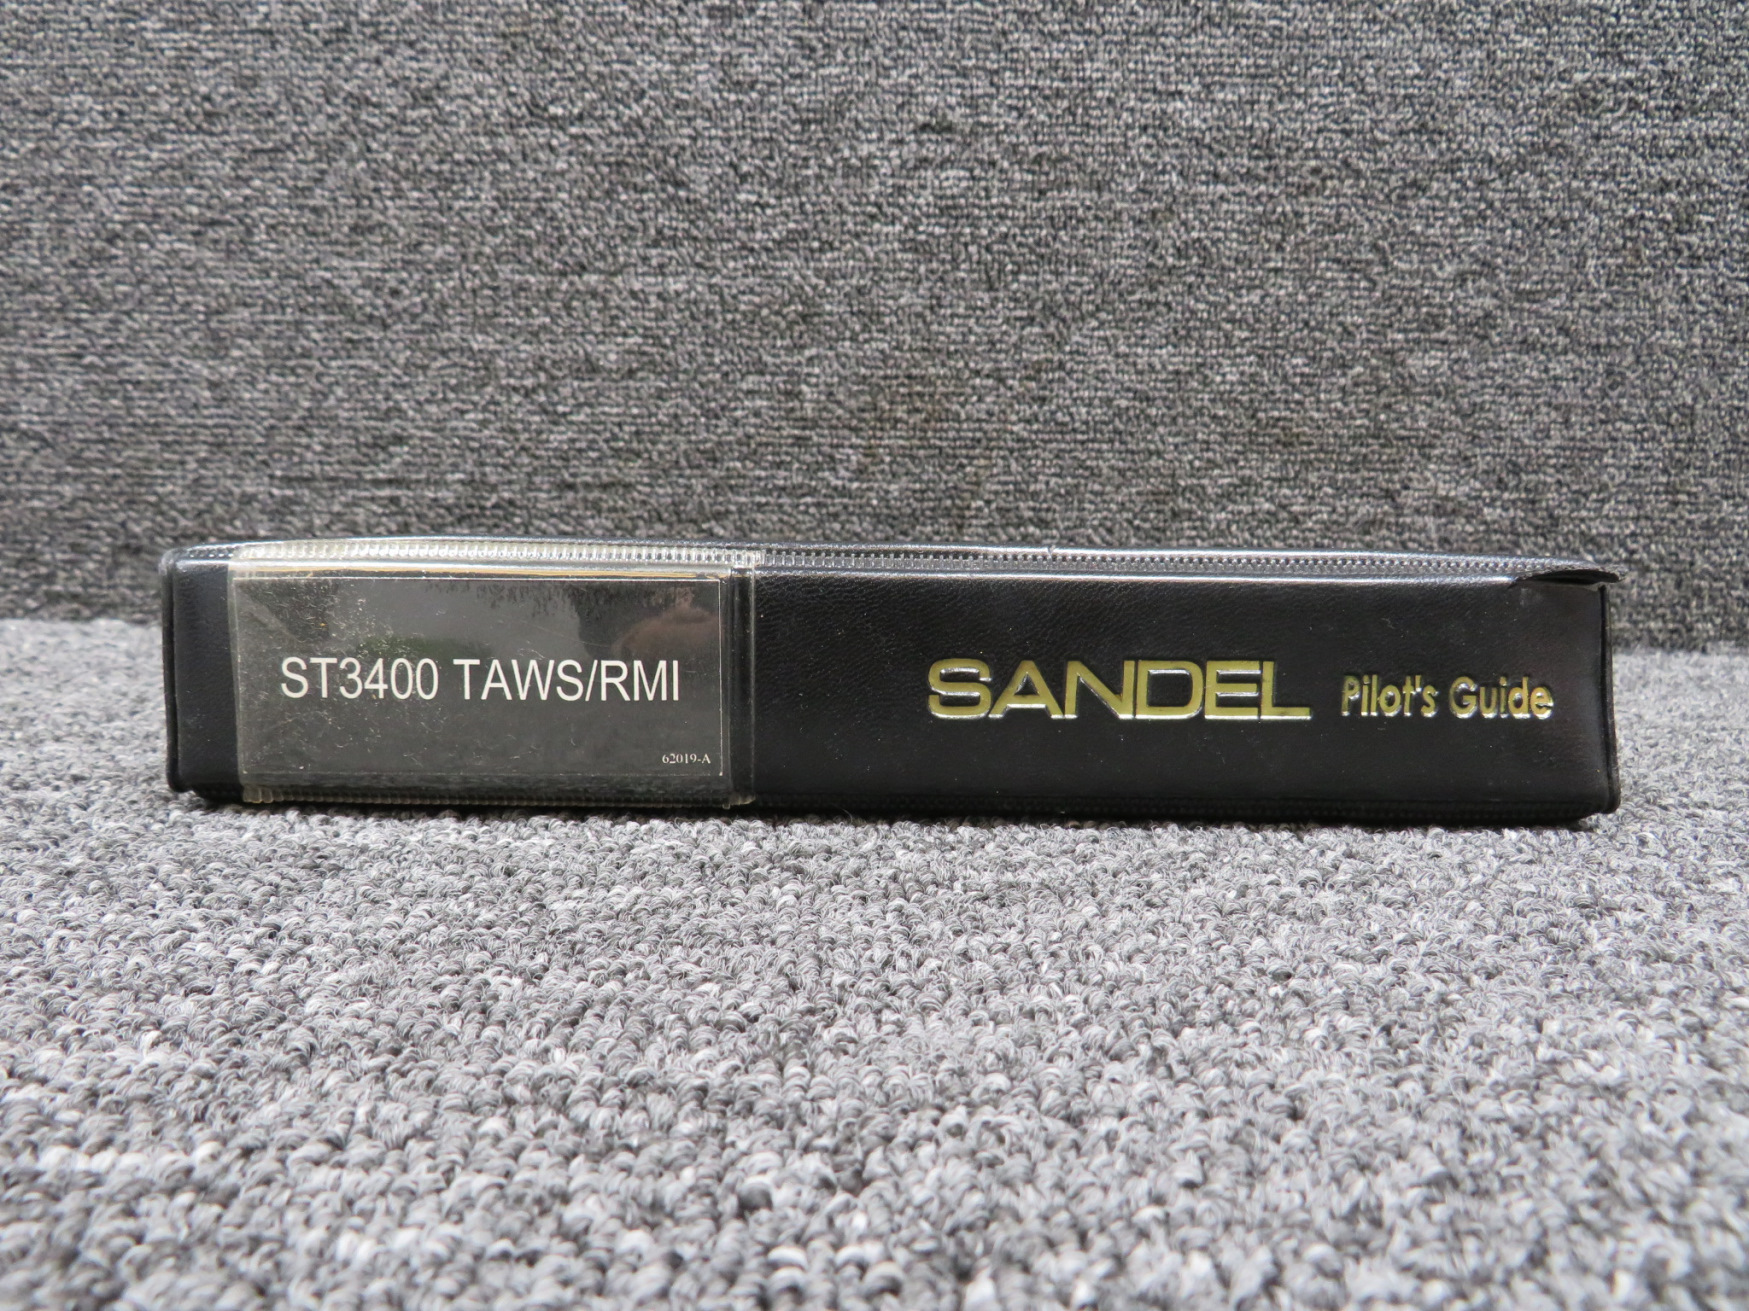 ST3400 TAWS/RMI
62019-A
SANDEL Pilot's Guide